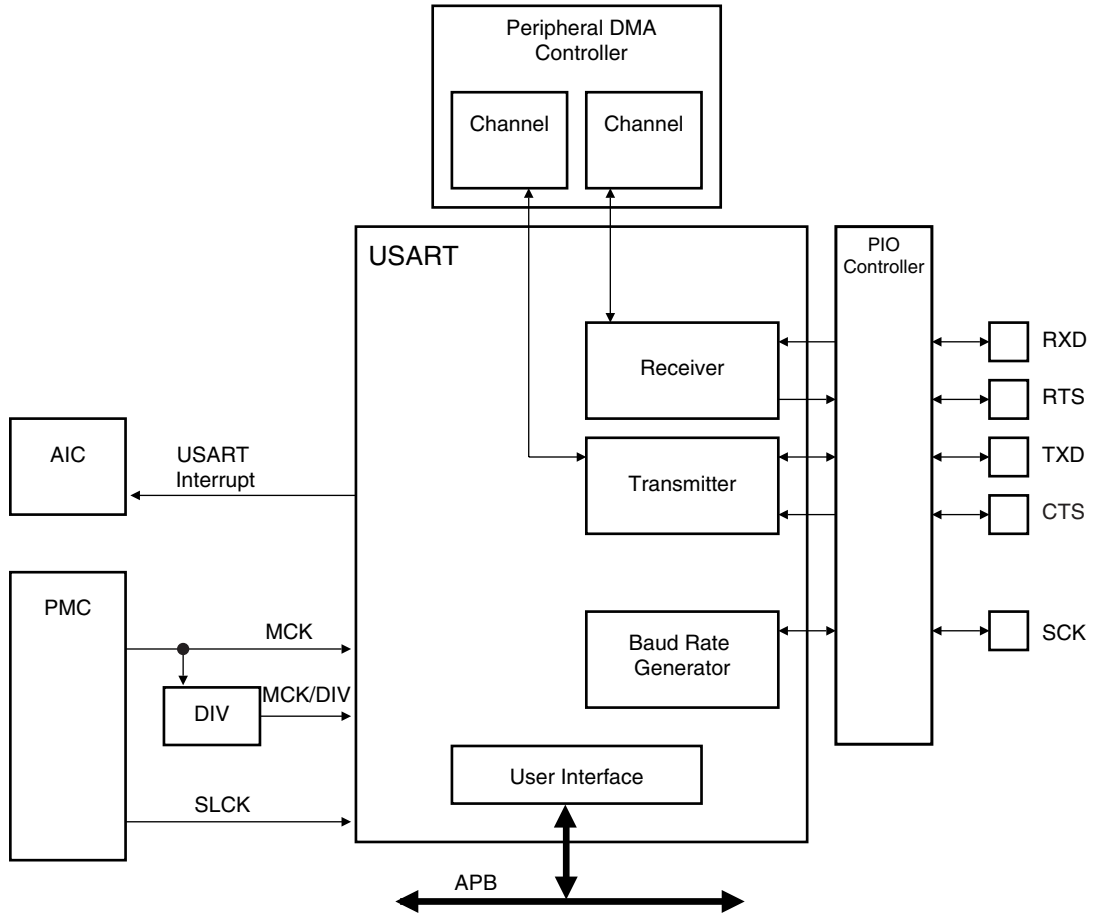 Peripheral DMA
Controller
Channel
Channel
USART
PIO
Controller
Receiver
RXD
RTS
AIC
USART
Interrupt
Transmitter
TXD
CTS
PMC
MCK
Baud Rate
Generator
SCK
DIV
MCK/DIV
User Interface
SLCK
APB